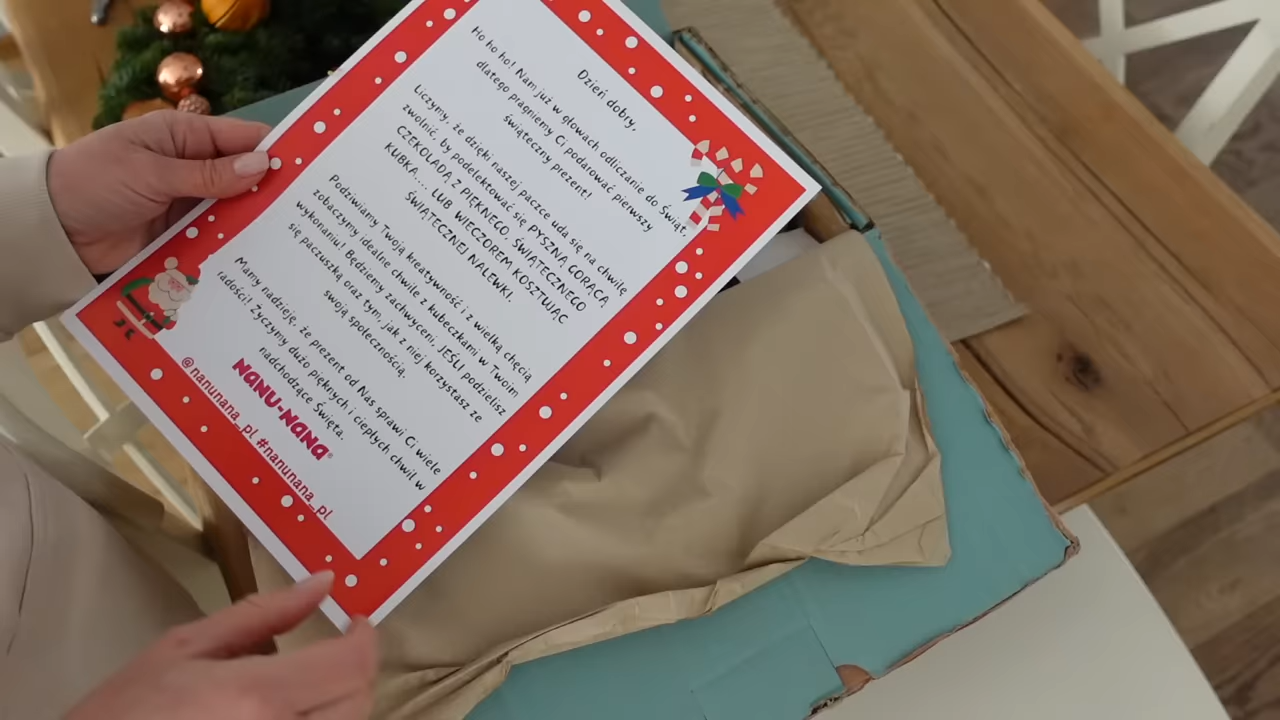 Dzień dobry,
Ho ho ho! Nam już w głowach odliczanie do Świąt,
dlatego pragniemy Ci podarować pierwszy
świąteczny prezent!
Liczymy, że dzięki naszej paczce uda się na chwilę
zwolnić, by podelektować się PYSZNĄ GORĄCĄ
CZEKOLADĄ Z PIĘKNEGO, ŚWIĄTECZNEGO
KUBKA... LUB WIECZOREM KOSZTUJĄC
ŚWIĄTECZNEJ NALEWKI.
Podziwiamy Twoją kreatywność i z wielką chęcią
zobaczymy idealne chwile z kubeczkami w Twoim
wykonaniu! Będziemy zachwyceni, JEŚLI podzielisz
się paczuszką oraz tym, jak z niej korzystasz ze
swoją społecznością.
Mamy nadzieję, że prezent od Nas sprawi Ci wiele
radości! Życzymy dużo pięknych i ciepłych chwil w
nadchodzące Święta.
NANU-NANA®
@nanunana_pl #nanunana_pl